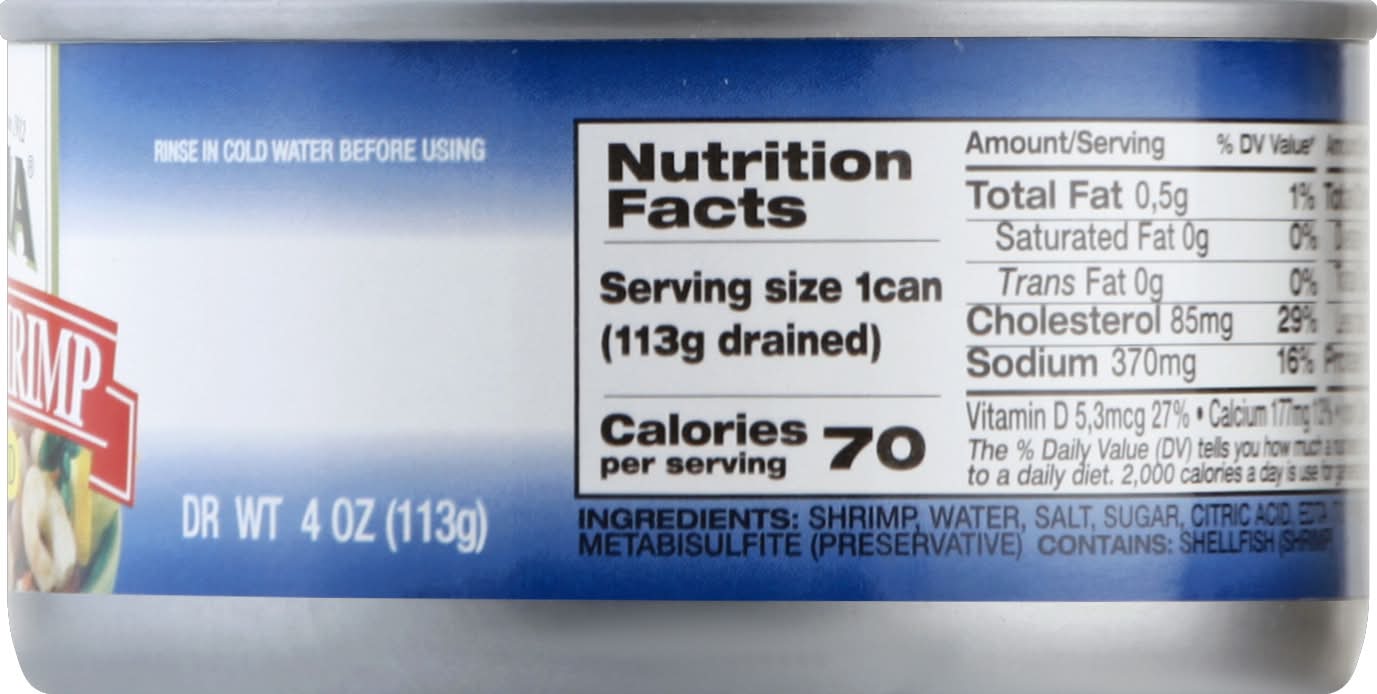 A®
RIMP
RINSE IN COLD WATER BEFORE USING
DR WT 4 OZ (113g)
Nutrition
Facts
Serving size 1can
(113g drained)
Calories
per serving 70
Amount/Serving % DV Value*
Total Fat 0,5g 1%
Saturated Fat 0g 0%
Trans Fat 0g 0%
Cholesterol 85mg 29%
Sodium 370mg 16%
Vitamin D 5,3mcg 27% • Calcium 177mg
The % Daily Value (DV) tells you how much a
to a daily diet. 2,000 calories a day is use for
INGREDIENTS: SHRIMP, WATER, SALT, SUGAR, CITRIC ACID, EDTA
METABISULFITE (PRESERVATIVE) CONTAINS: SHELLFISH (SHRIMP